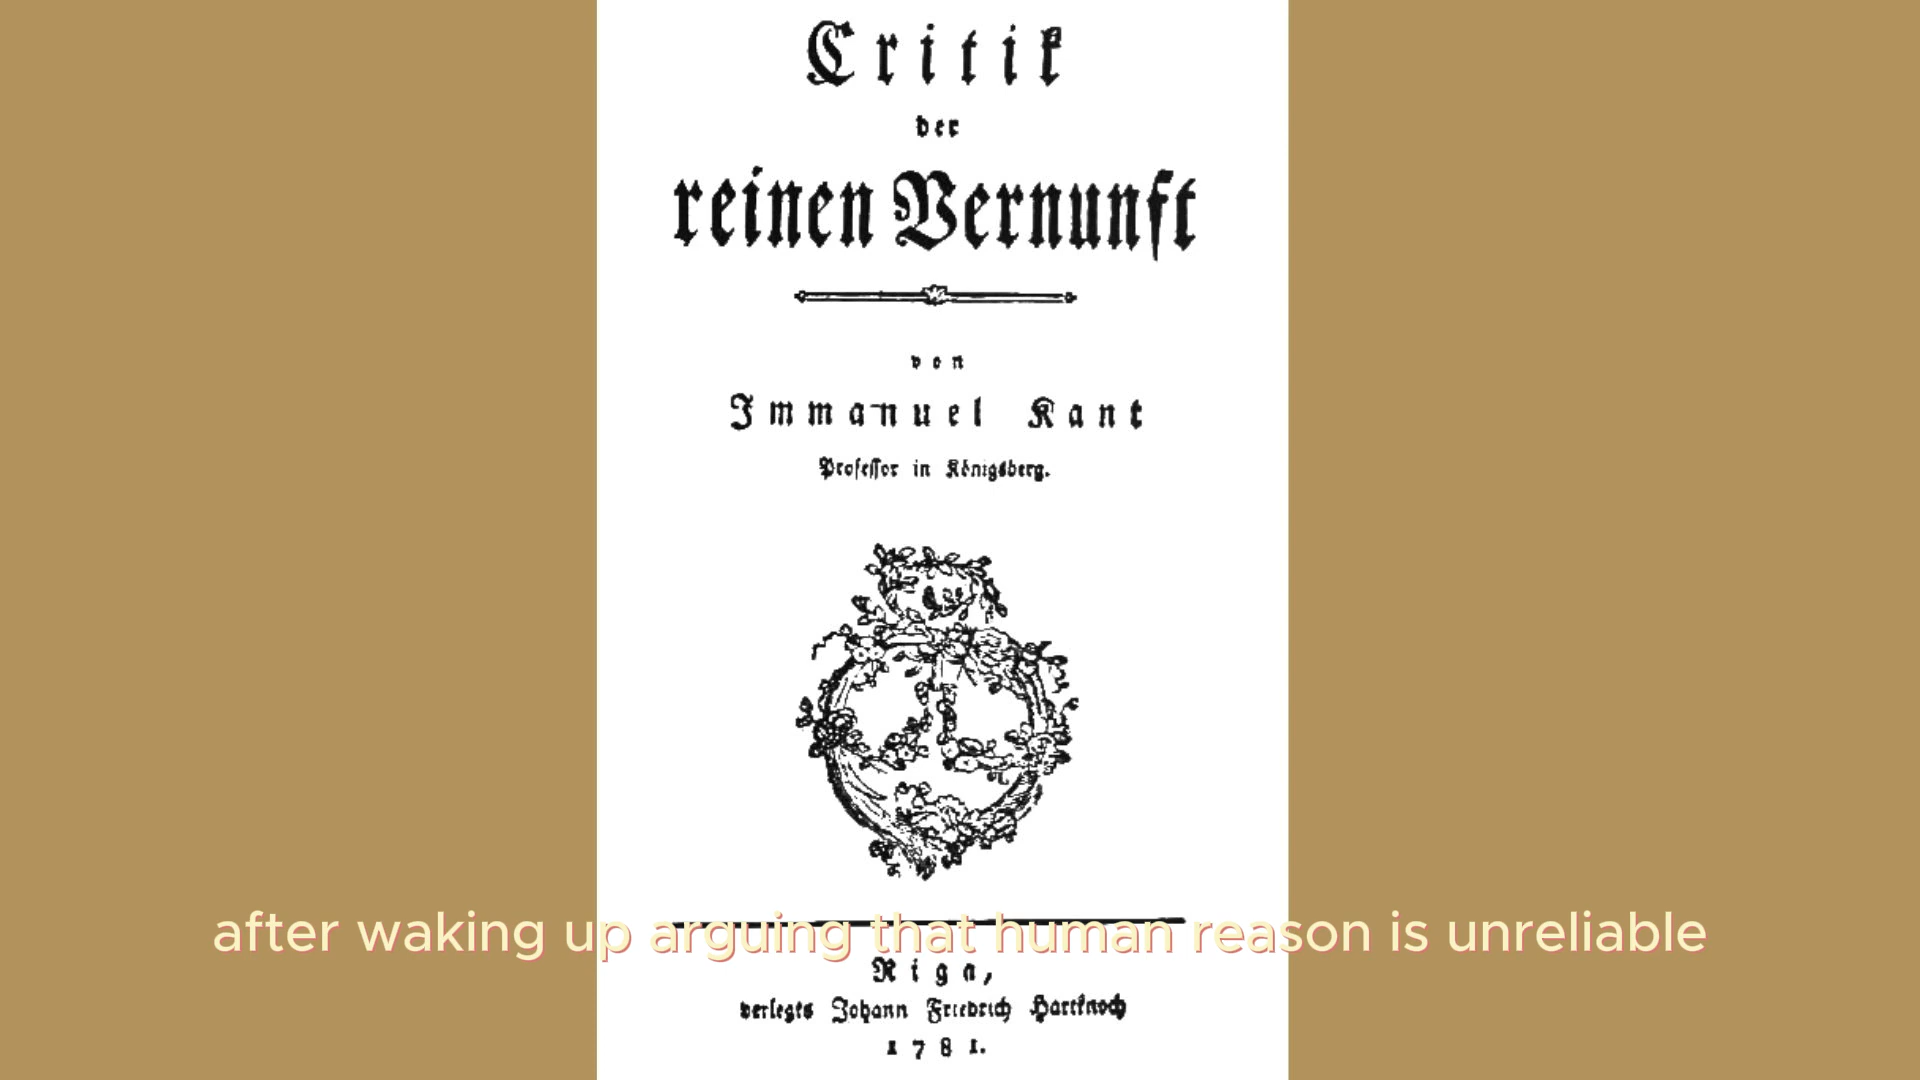 Critik
der
reinen Vernunft
von
Immanuel Kant
Professor in Königsberg.
after waking up arguing that human reason is unreliable
Riga,
verlegts Johann Friedrich Hartknoch
1781.